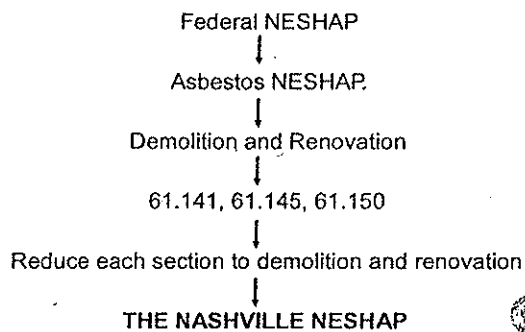 Federal NESHAP
Asbestos NESHAP.
Demolition and Renovation
61.141, 61.145, 61.150
Reduce each section to demolition and renovation
THE NASHVILLE NESHAP